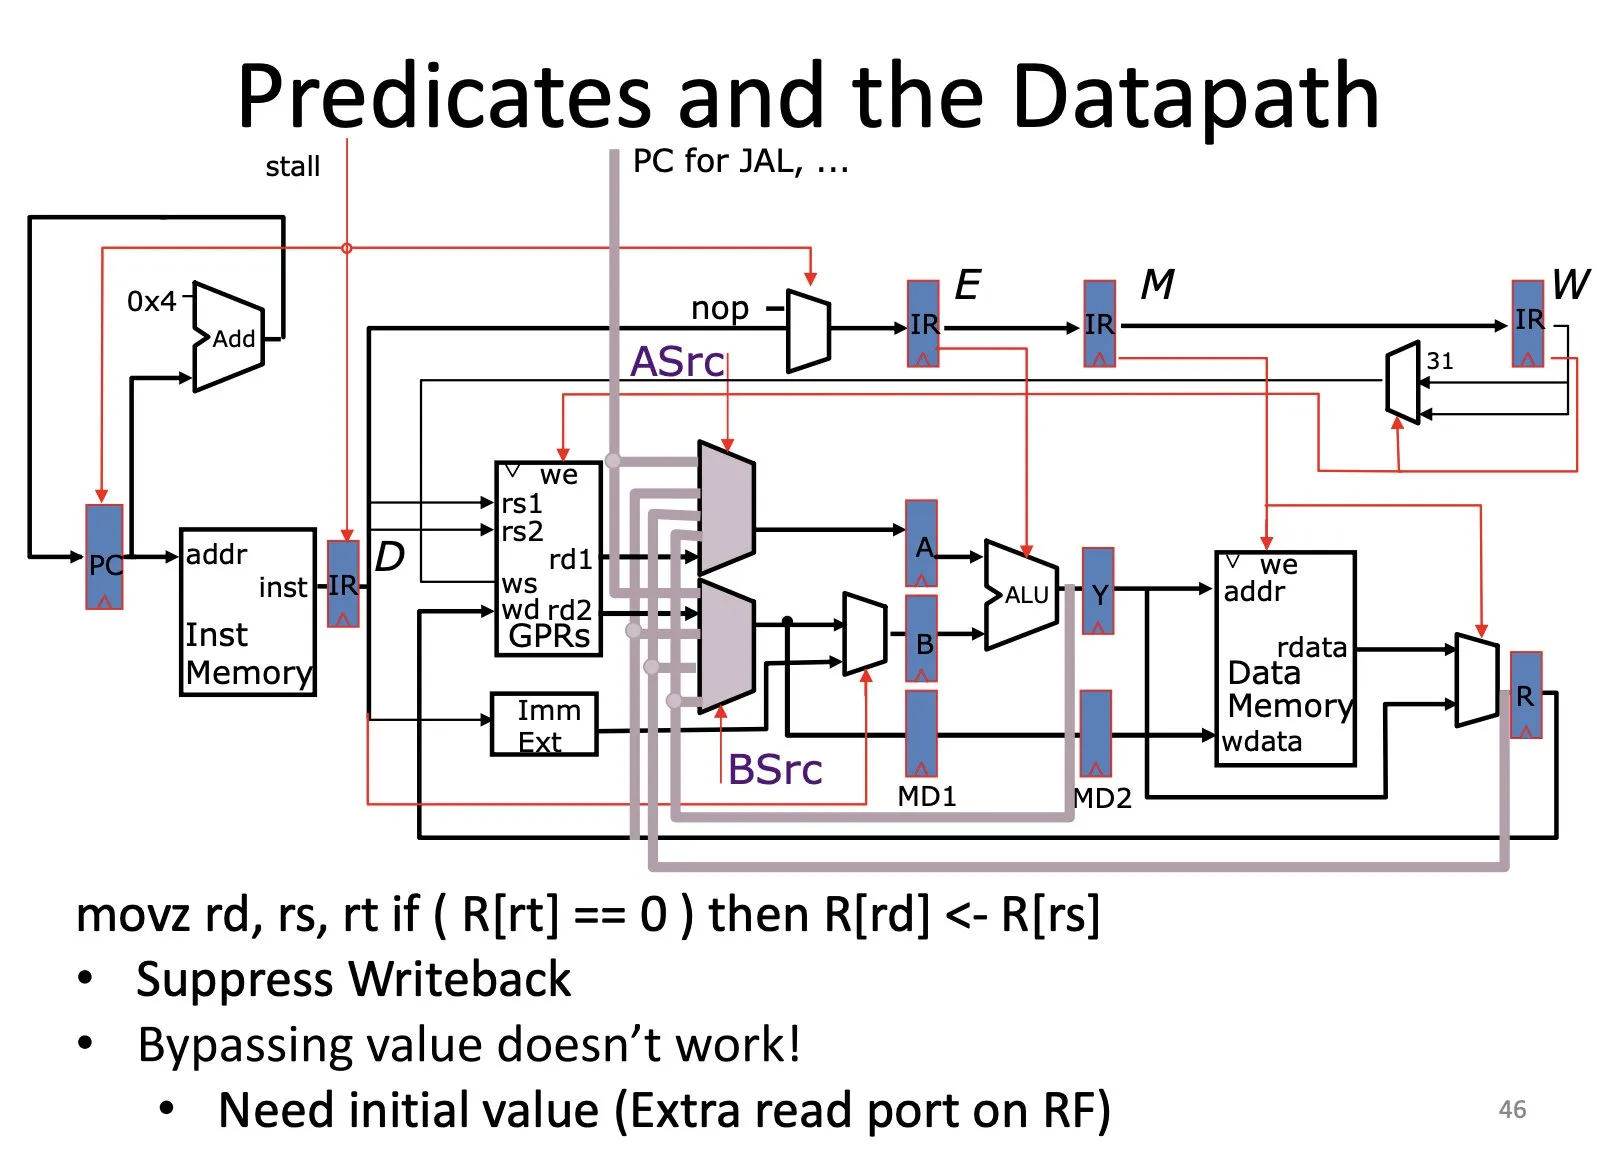 Predicates and the Datapath
stall
PC for JAL, ...
0x4
Add
nop
E
M
W
IR
IR
IR
ASrc
31
we
rs1
rs2
rd1
ws
wd rd2
GPRs
PC
addr
inst
Inst
Memory
IR
D
A
B
ALU
Y
we
addr
rdata
Data
Memory
wdata
R
Imm
Ext
BSrc
MD1
MD2
movz rd, rs, rt if ( R[rt] == 0 ) then R[rd] <- R[rs]
• Suppress Writeback
• Bypassing value doesn’t work!
• Need initial value (Extra read port on RF)
46